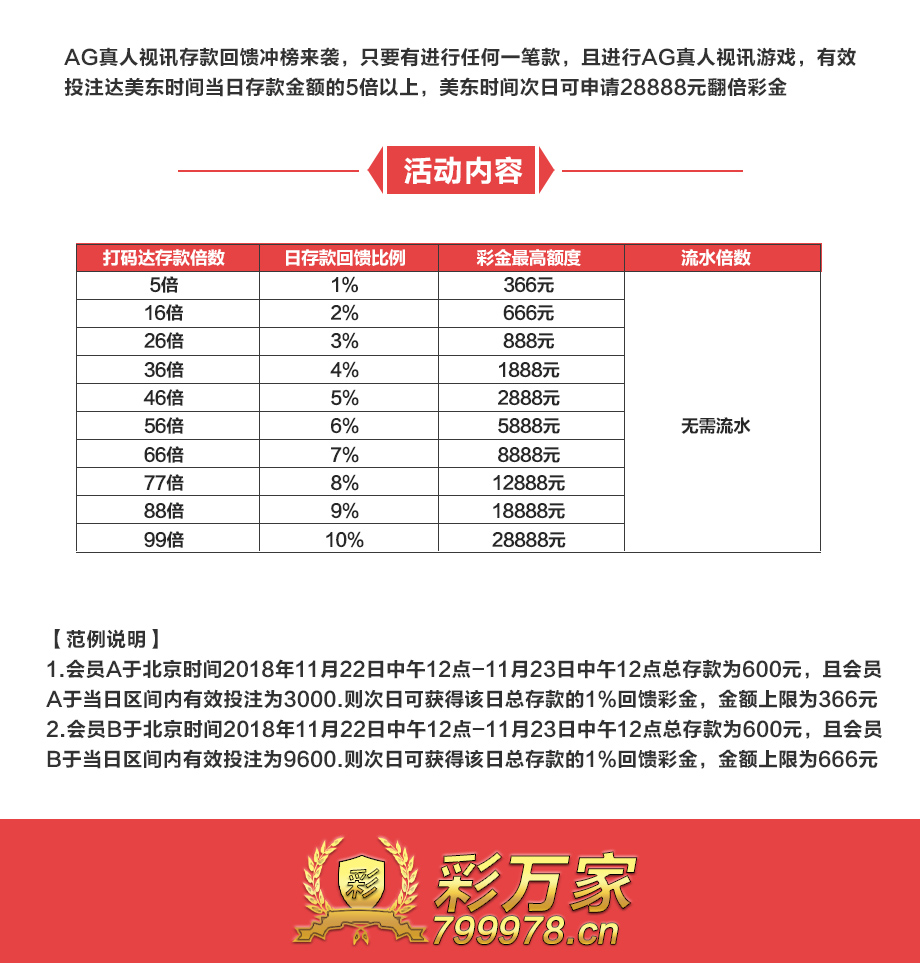 AG真人视讯存款回馈冲榜来袭，只要有进行任何一笔款，且进行AG真人视讯游戏，有效
投注达美东时间当日存款金额的5倍以上，美东时间次日可申请28888元翻倍彩金
活动内容
打码达存款倍数 日存款回馈比例 彩金最高额度 流水倍数
5倍 1% 366元
16倍 2% 666元
26倍 3% 888元
36倍 4% 1888元
46倍 5% 2888元
56倍 6% 5888元 无需流水
66倍 7% 8888元
77倍 8% 12888元
88倍 9% 18888元
99倍 10% 28888元
【范例说明】
1.会员A于北京时间2018年11月22日中午12点-11月23日中午12点总存款为600元，且会员
A于当日区间内有效投注为3000.则次日可获得该日总存款的1%回馈彩金，金额上限为366元
2.会员B于北京时间2018年11月22日中午12点-11月23日中午12点总存款为600元，且会员
B于当日区间内有效投注为9600.则次日可获得该日总存款的1%回馈彩金，金额上限为666元
彩 彩万家
799978.cn